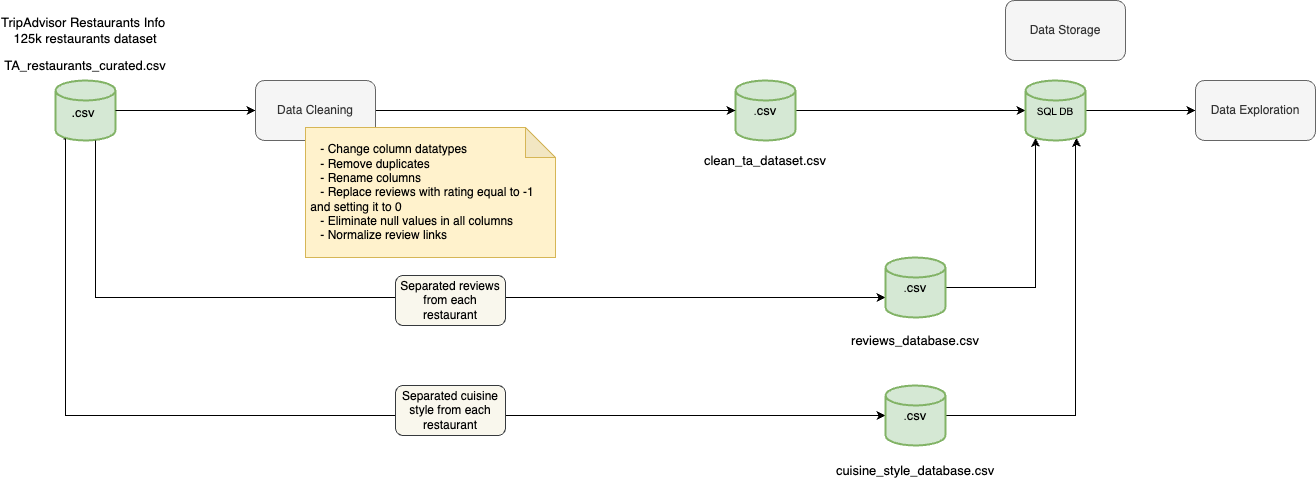 TripAdvisor Restaurants Info
125k restaurants dataset
TA_restaurants_curated.csv
.csv
Data Cleaning
- Change column datatypes
- Remove duplicates
- Rename columns
- Replace reviews with rating equal to -1
and setting it to 0
- Eliminate null values in all columns
- Normalize review links
.csv
clean_ta_dataset.csv
Data Storage
SQL DB
Data Exploration
Separated reviews
from each
restaurant
.csv
reviews_database.csv
Separated cuisine
style from each
restaurant
.csv
cuisine_style_database.csv